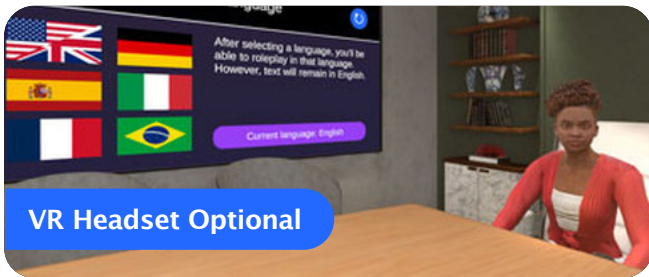 After selecting a language, you'll be
able to roleplay in that language.
However, text will remain in English.
Current language: English
VR Headset Optional